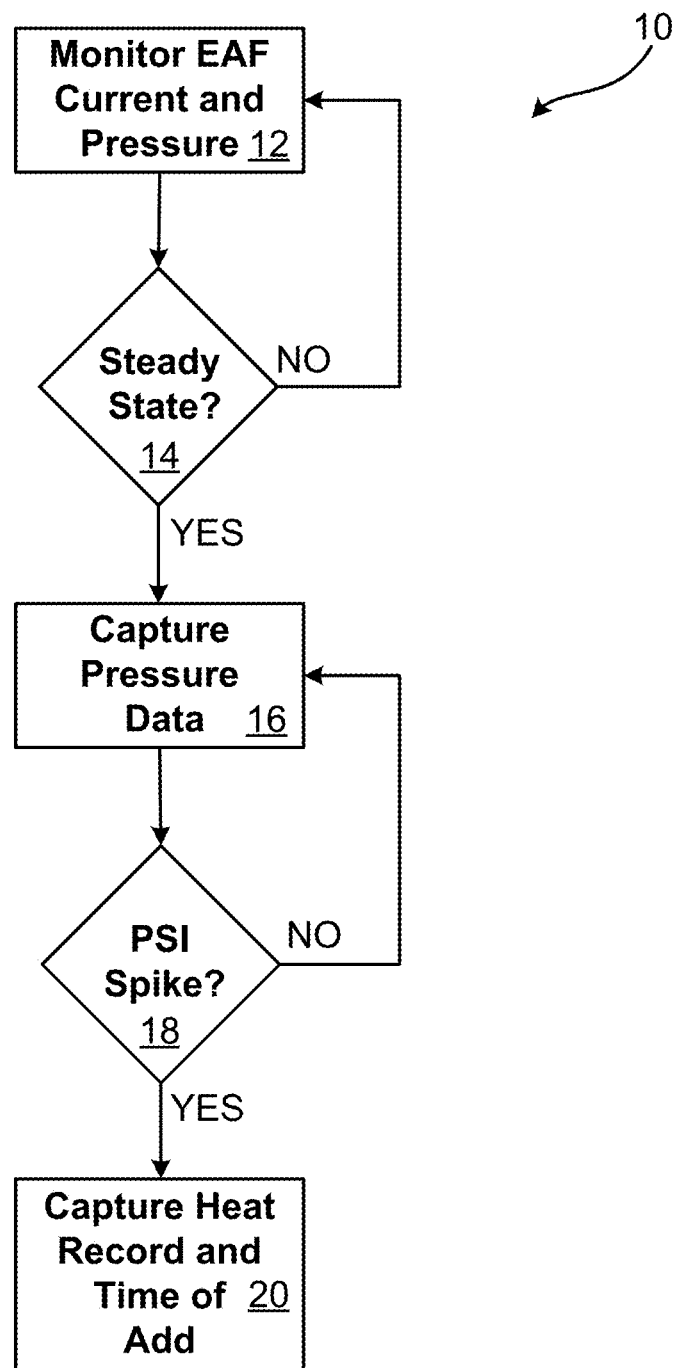 10
Monitor EAF
Current and
Pressure 12
Steady
State?
14
NO
YES
Capture
Pressure
Data 16
PSI
Spike?
18
NO
YES
Capture Heat
Record and
Time of 20
Add